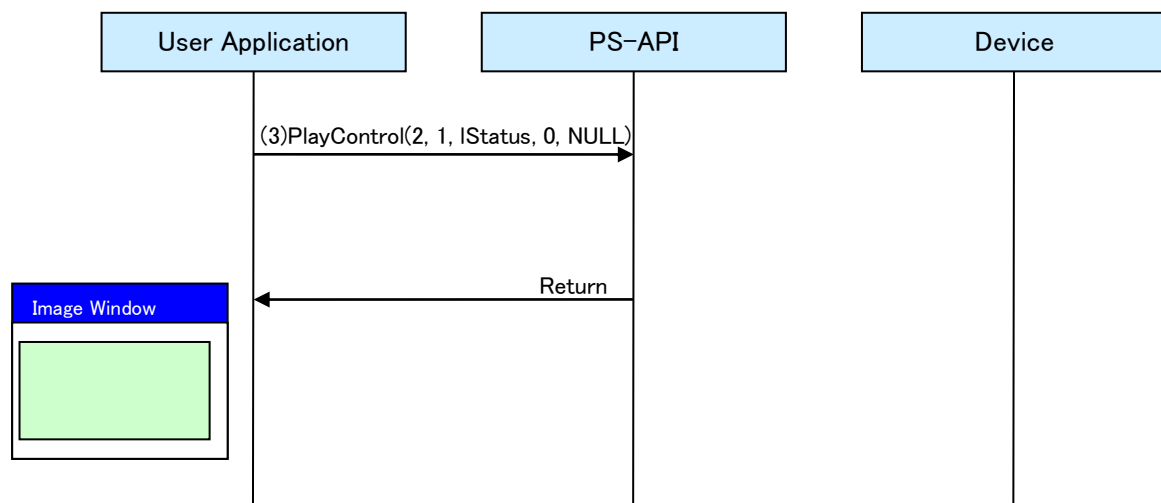 User Application
PS-API
Device
(3)PlayControl(2, 1, lStatus, 0, NULL)
Return
Image Window